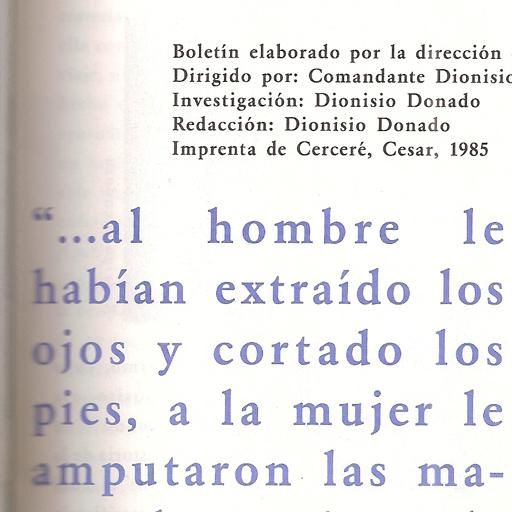 Boletín elaborado por la dirección
Dirigido por: Comandante Dionisio
Investigación: Dionisio Donado
Redacción: Dionisio Donado
Imprenta de Cerceré, Cesar, 1985
“...al hombre le
habían extraído los
ojos y cortado los
pies, a la mujer le
amputaron las ma-